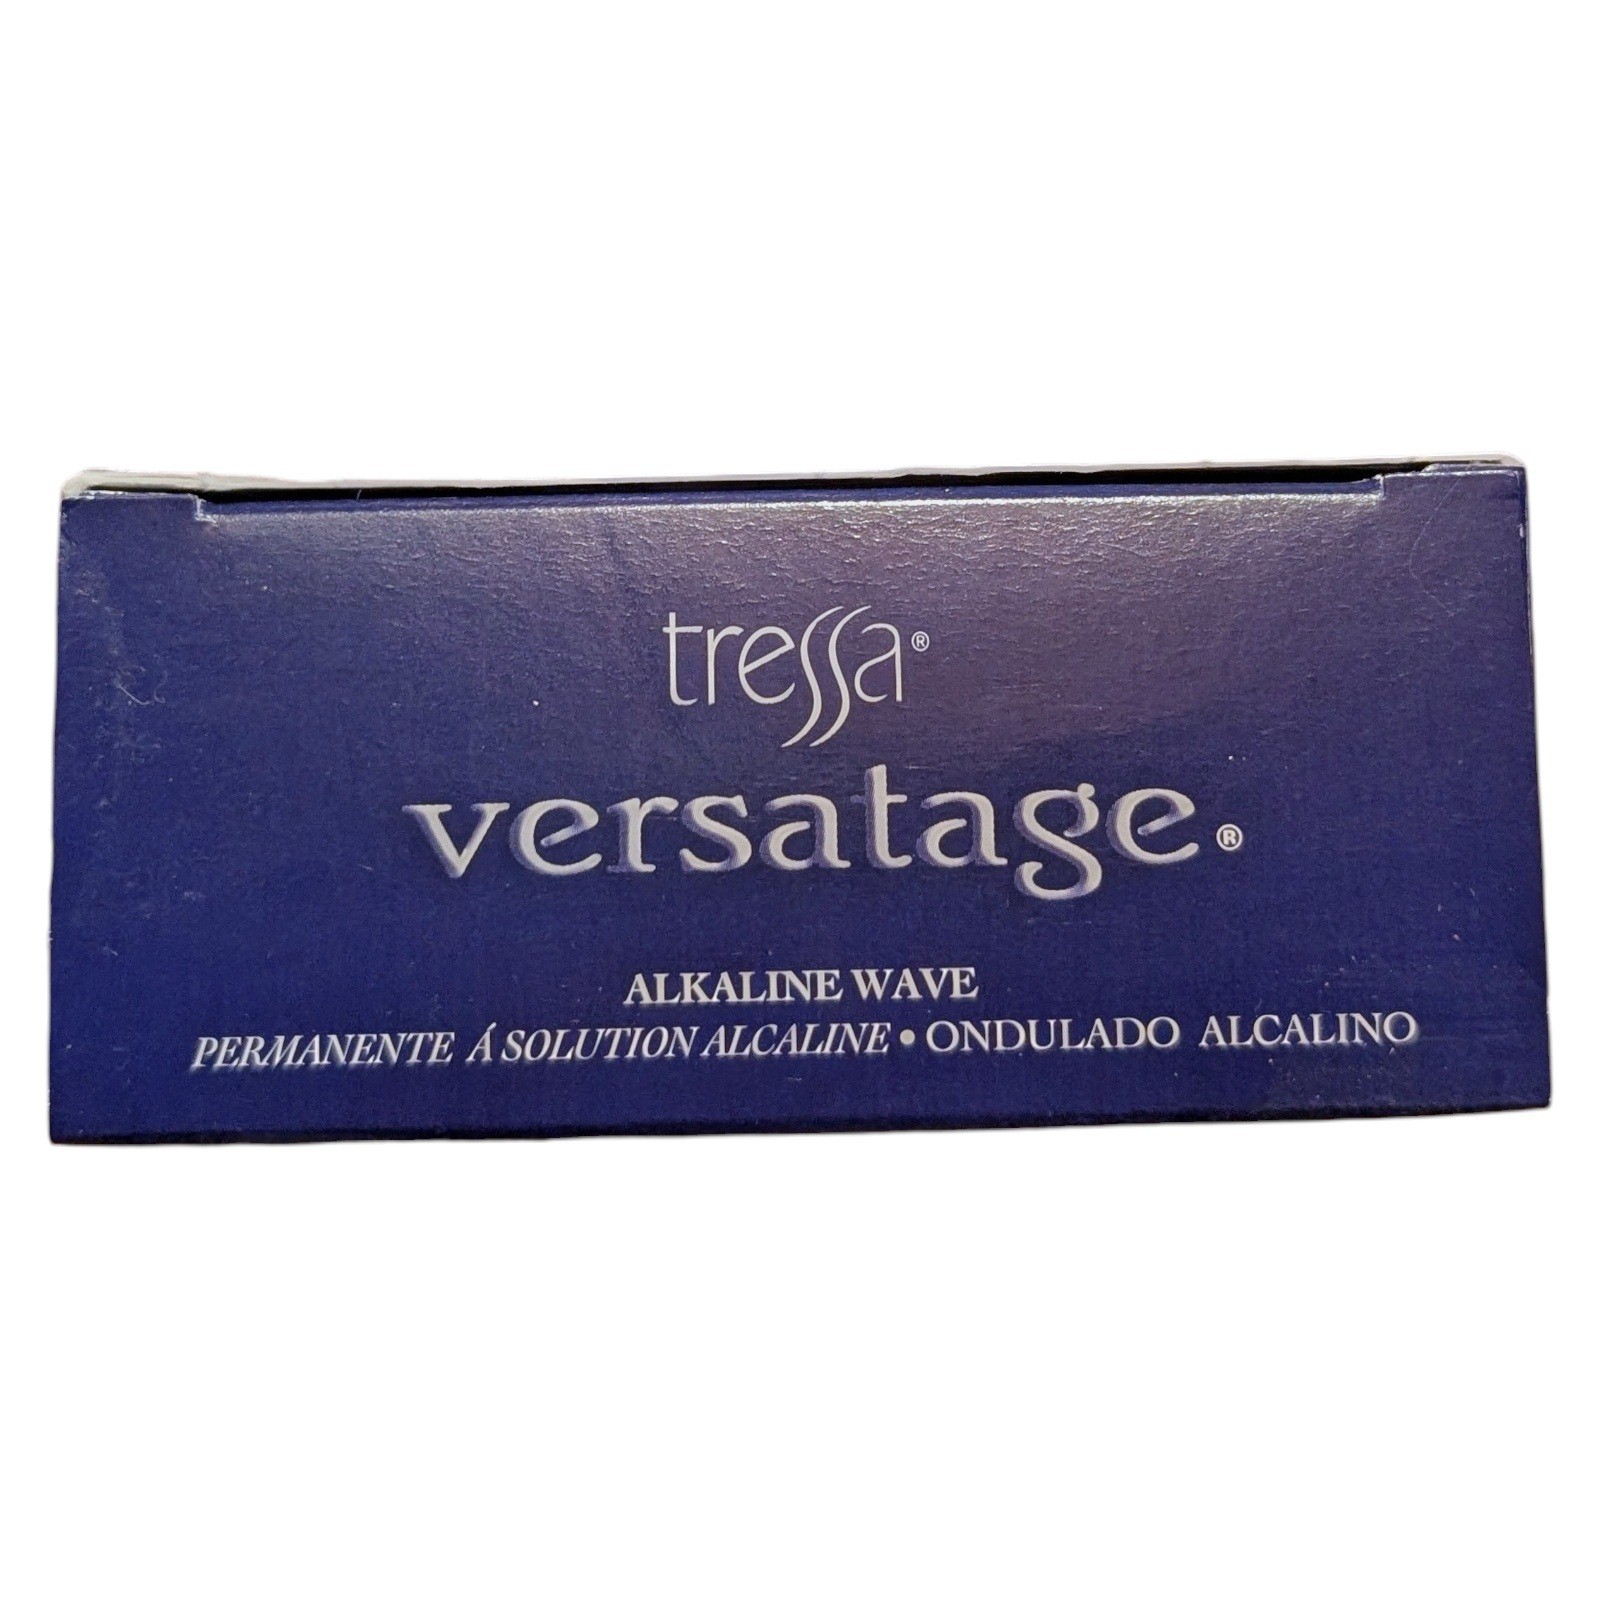 tressa®
versatage®
ALKALINE WAVE
PERMANENTE Á SOLUTION ALCALINE • ONDULADO ALCALINO